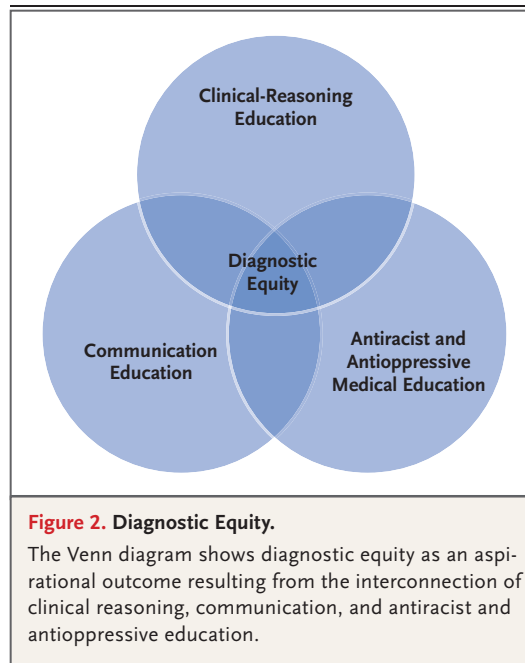 Clinical-Reasoning
Education
Diagnostic
Equity
Communication
Education
Antiracist and
Antioppressive
Medical Education
Figure 2. Diagnostic Equity.
The Venn diagram shows diagnostic equity as an aspi-
rational outcome resulting from the interconnection of
clinical reasoning, communication, and antiracist and
antioppressive education.